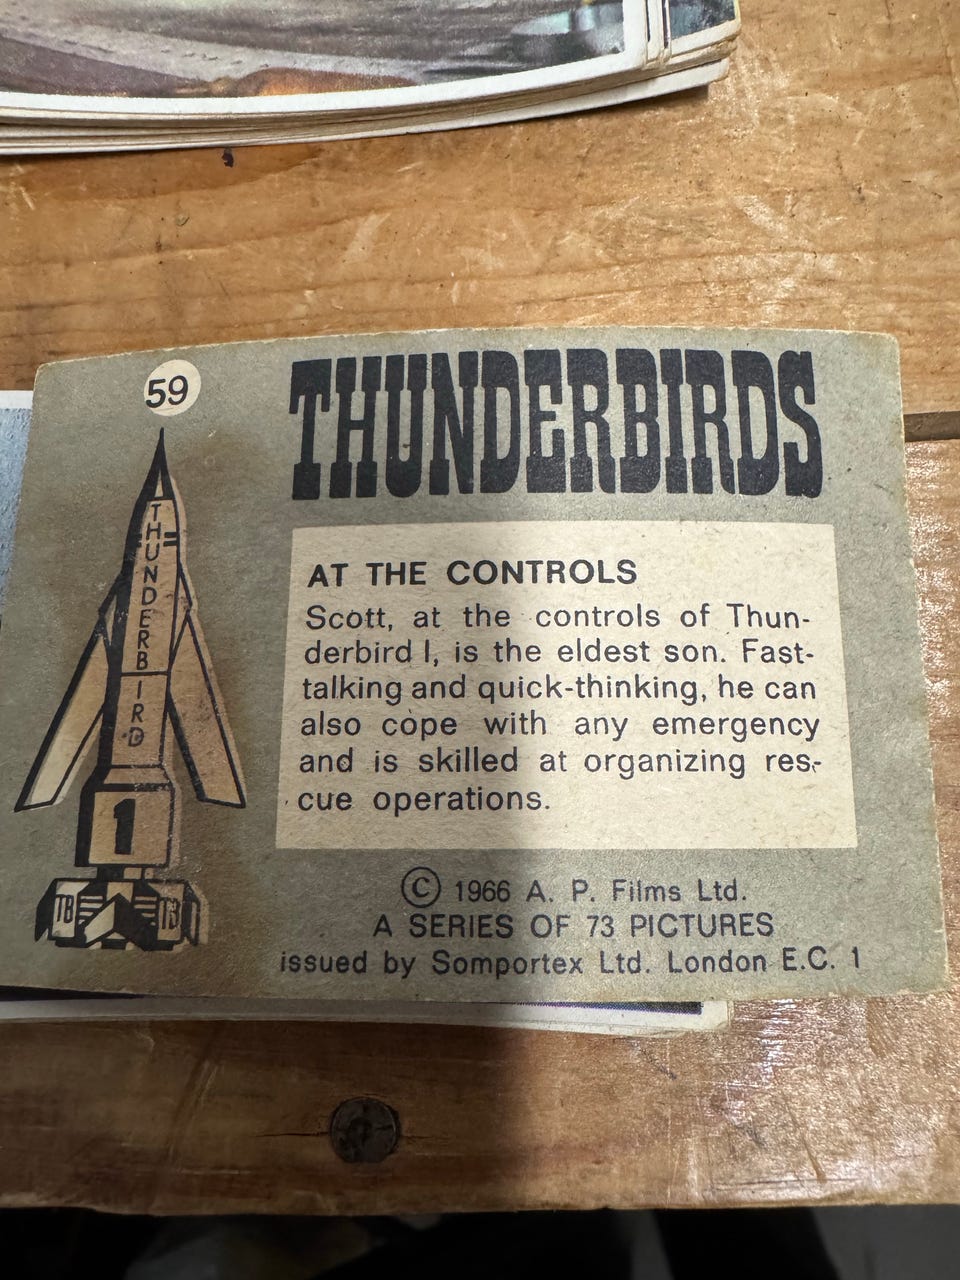 59
THUNDERBIRDS
THUNDERBIRD
1
TB
TB
AT THE CONTROLS
Scott, at the controls of Thun-
derbird I, is the eldest son. Fast-
talking and quick-thinking, he can
also cope with any emergency
and is skilled at organizing res-
cue operations.
© 1966 A. P. Films Ltd.
A SERIES OF 73 PICTURES
issued by Somportex Ltd. London E.C. 1